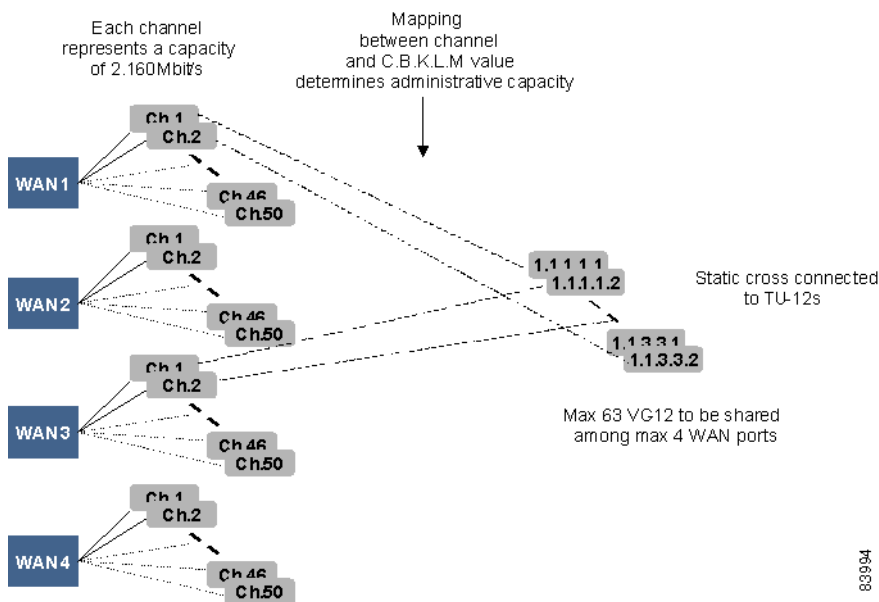 Each channel
represents a capacity
of 2.160Mbit/s
Mapping
between channel
and C.B.K.L.M value
determines administrative capacity
WAN1
Ch.1
Ch.2
Ch.46
Ch.50
WAN2
Ch.1
Ch.2
Ch.46
Ch.50
WAN3
Ch.1
Ch.2
Ch.46
Ch.50
WAN4
Ch.1
Ch.2
Ch.46
Ch.50
1.1.1.1.1
1.1.1.1.2
1.1.3.3.1
1.1.3.3.2
Static cross connected
to TU-12s
Max 63 VG12 to be shared
among max 4 WAN ports
83994